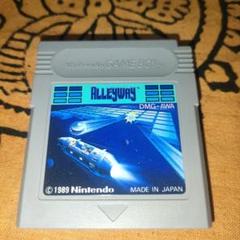 Nintendo GAME BOY
ALLEYWAY
DMG-AWA
©1989 Nintendo MADE IN JAPAN